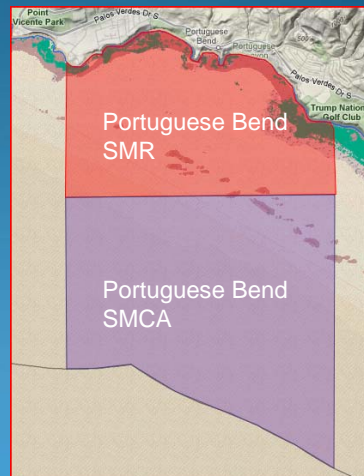 Point
Vicente Park
Palos Verdes Dr S
Portuguese
Bend
Portuguese
Palos Verdes Dr S
Trump National
Golf Club
Portuguese Bend
SMR
Portuguese Bend
SMCA